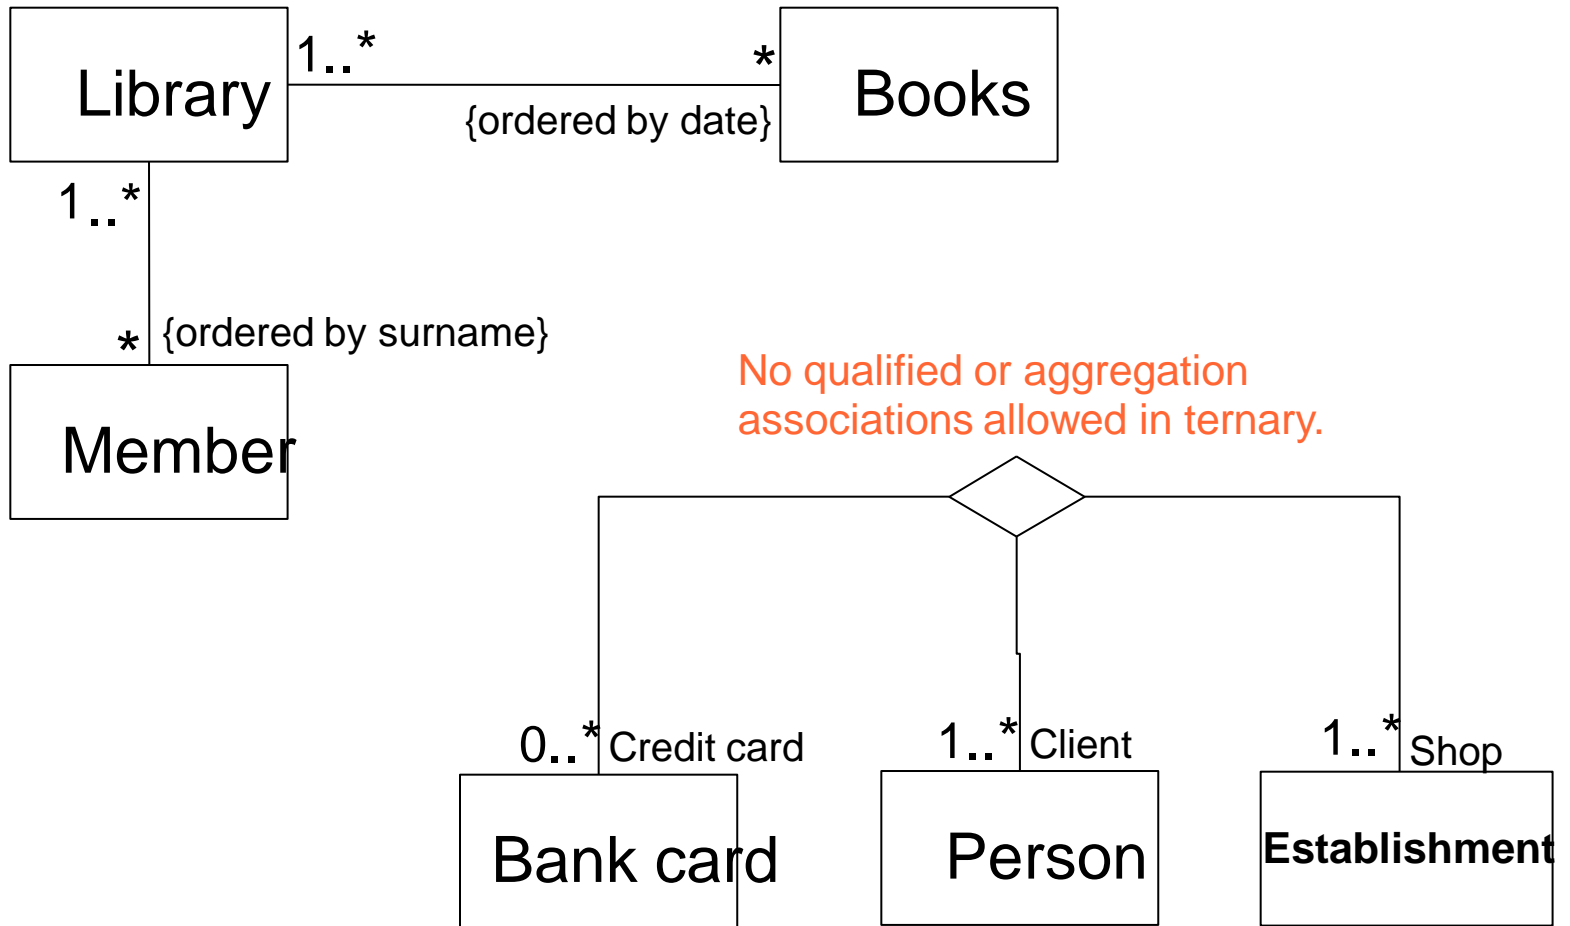 Library
1..*
*
Books
{ordered by date}
1..*
* {ordered by surname}
Member
No qualified or aggregation
associations allowed in ternary.
0..* Credit card
1..* Client
1..* Shop
Bank card
Person
Establishment